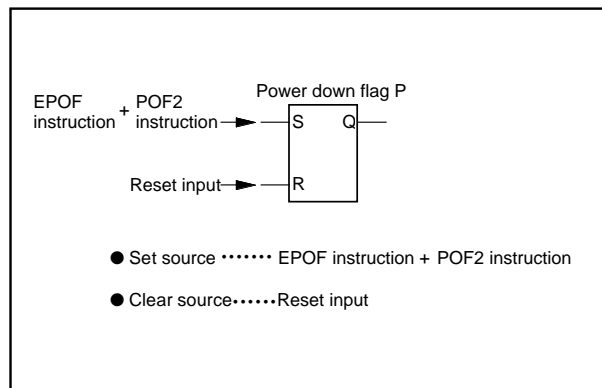 Power down flag P
EPOF instruction + POF2 instruction
S Q
Reset input R
● Set source ······· EPOF instruction + POF2 instruction
● Clear source ······ Reset input